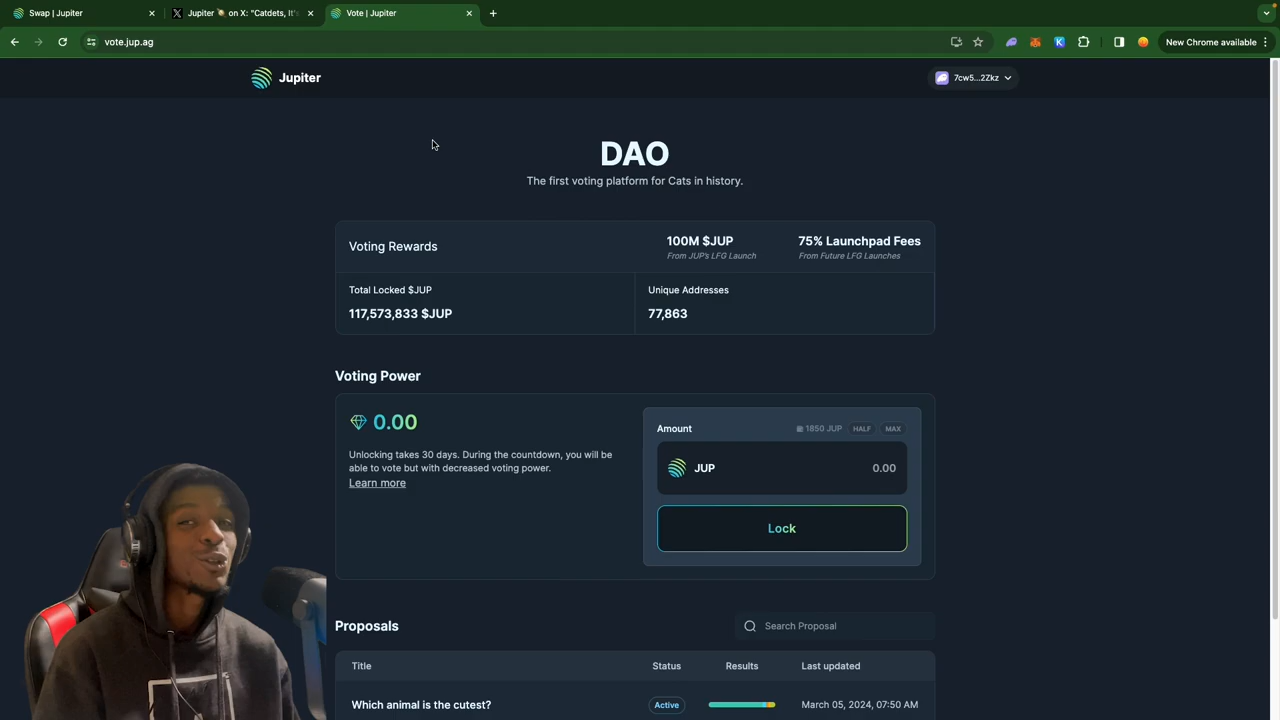 Swap | Jupiter
Jupiter 🪐 on X: "Catdets, It's
Vote | Jupiter
vote.jup.ag
New Chrome available
Jupiter
7cw5...2Zkz
DAO
The first voting platform for Cats in history.
Voting Rewards
100M $JUP
From JUP's LFG Launch
75% Launchpad Fees
From Future LFG Launches
Total Locked $JUP
117,573,833 $JUP
Unique Addresses
77,863
Voting Power
0.00
Unlocking takes 30 days. During the countdown, you will be
able to vote but with decreased voting power.
Learn more
Amount
1850 JUP
HALF
MAX
JUP
0.00
Lock
Proposals
Search Proposal
Title
Status
Results
Last updated
Which animal is the cutest?
Active
March 05, 2024, 07:50 AM